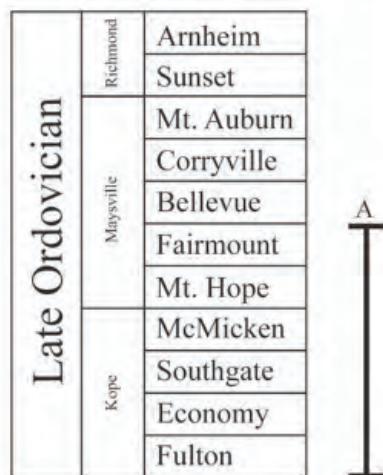 Late Ordovician
Richmond
Arnheim
Sunset
Maysville
Mt. Auburn
Corryville
Bellevue
Fairmount
Mt. Hope
Kope
McMicken
Southgate
Economy
Fulton
A